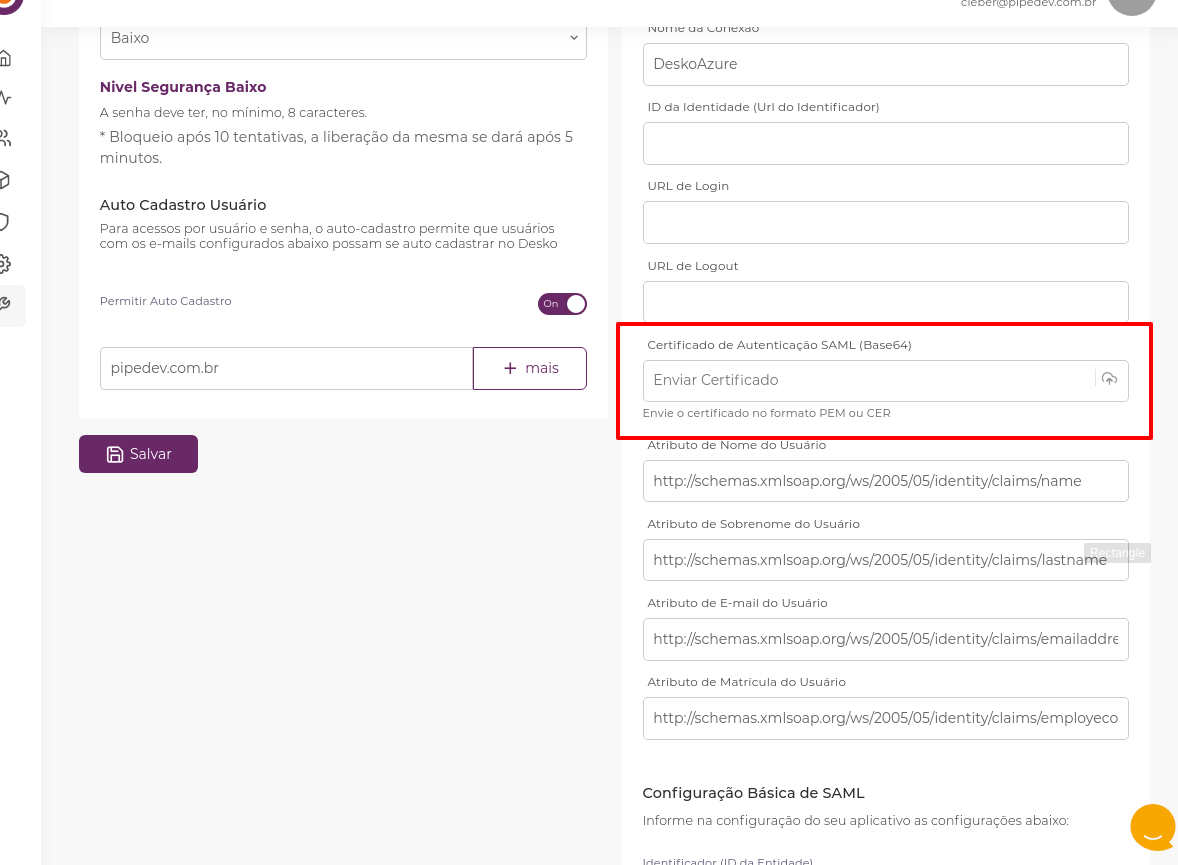 cleber@pipedev.com.br
Baixo
Nivel Segurança Baixo
A senha deve ter, no mínimo, 8 caracteres.
* Bloqueio após 10 tentativas, a liberação da mesma se dará após 5
minutos.
Auto Cadastro Usuário
Para acessos por usuário e senha, o auto-cadastro permite que usuários
com os e-mails configurados abaixo possam se auto cadastrar no Desko
Permitir Auto Cadastro
On
pipedev.com.br
+ mais
Salvar
Nome da Conexão
DeskoAzure
ID da Identidade (Url do Identificador)
URL de Login
URL de Logout
Certificado de Autenticação SAML (Base64)
Enviar Certificado
Envie o certificado no formato PEM ou CER
Atributo de Nome do Usuário
http://schemas.xmlsoap.org/ws/2005/05/identity/claims/name
Atributo de Sobrenome do Usuário
Rectangle
http://schemas.xmlsoap.org/ws/2005/05/identity/claims/lastname
Atributo de E-mail do Usuário
http://schemas.xmlsoap.org/ws/2005/05/identity/claims/emailaddre
Atributo de Matrícula do Usuário
http://schemas.xmlsoap.org/ws/2005/05/identity/claims/employeco
Configuração Básica de SAML
Informe na configuração do seu aplicativo as configurações abaixo:
Identificador (ID da Entidade)